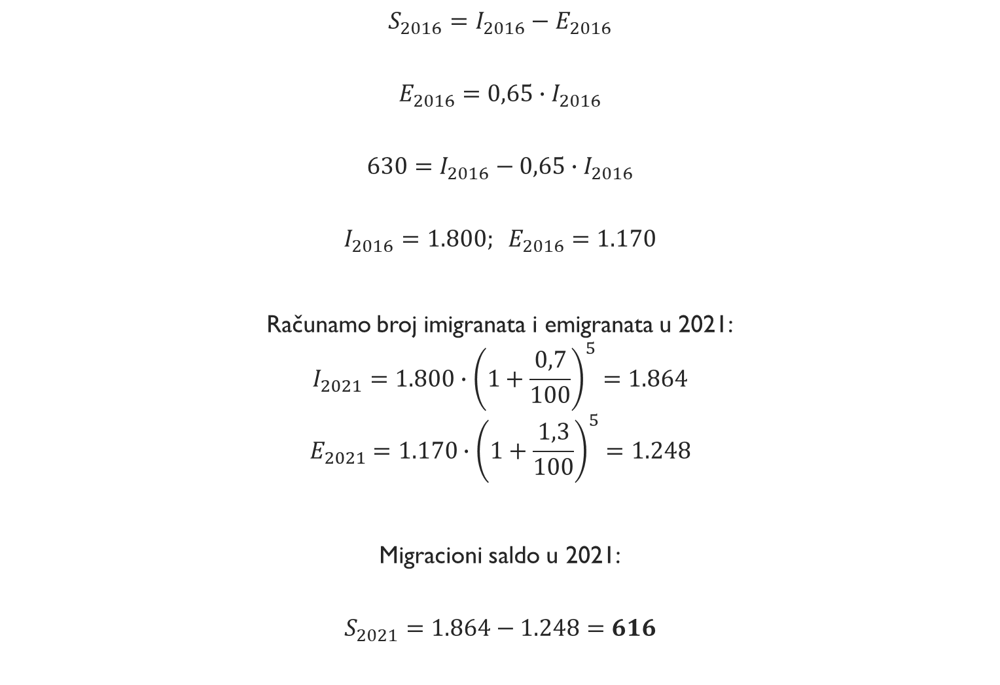 S₂₀₁₆ = I₂₀₁₆ − E₂₀₁₆
E₂₀₁₆ = 0,65 · I₂₀₁₆
630 = I₂₀₁₆ − 0,65 · I₂₀₁₆
I₂₀₁₆ = 1.800; E₂₀₁₆ = 1.170
Računamo broj imigranata i emigranata u 2021:
I₂₀₂₁ = 1.800 · (1 + 0,7/100)⁵ = 1.864
E₂₀₂₁ = 1.170 · (1 + 1,3/100)⁵ = 1.248
Migracioni saldo u 2021:
S₂₀₂₁ = 1.864 − 1.248 = 616